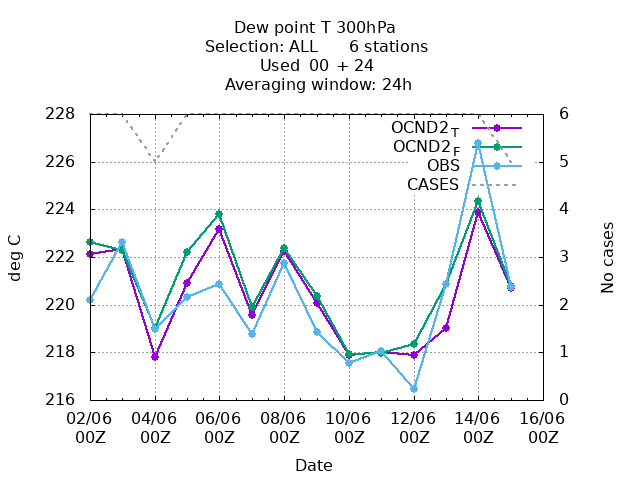 Dew point T 300hPa
Selection: ALL 6 stations
Used 00 + 24
Averaging window: 24h
228 6
OCND2T
OCND2F
226 5
OBS
CASES
224 4
222 3
deg C
No cases
220 2
218 1
216 0
02/06 04/06 06/06 08/06 10/06 12/06 14/06 16/06
00Z 00Z 00Z 00Z 00Z 00Z 00Z 00Z
Date